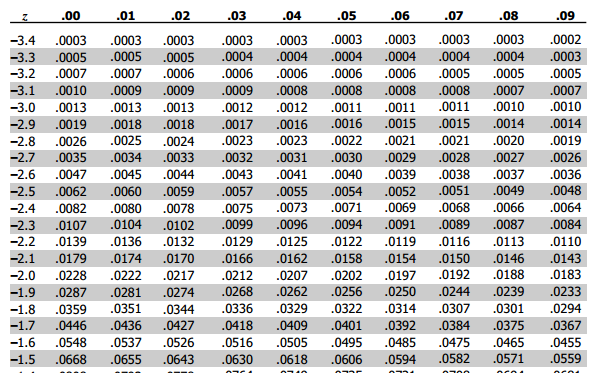 z .00 .01 .02 .03 .04 .05 .06 .07 .08 .09
−3.4 .0003 .0003 .0003 .0003 .0003 .0003 .0003 .0003 .0003 .0002
−3.3 .0005 .0005 .0005 .0004 .0004 .0004 .0004 .0004 .0004 .0003
−3.2 .0007 .0007 .0006 .0006 .0006 .0006 .0006 .0005 .0005 .0005
−3.1 .0010 .0009 .0009 .0009 .0008 .0008 .0008 .0008 .0007 .0007
−3.0 .0013 .0013 .0013 .0012 .0012 .0011 .0011 .0011 .0010 .0010
−2.9 .0019 .0018 .0018 .0017 .0016 .0016 .0015 .0015 .0014 .0014
−2.8 .0026 .0025 .0024 .0023 .0023 .0022 .0021 .0021 .0020 .0019
−2.7 .0035 .0034 .0033 .0032 .0031 .0030 .0029 .0028 .0027 .0026
−2.6 .0047 .0045 .0044 .0043 .0041 .0040 .0039 .0038 .0037 .0036
−2.5 .0062 .0060 .0059 .0057 .0055 .0054 .0052 .0051 .0049 .0048
−2.4 .0082 .0080 .0078 .0075 .0073 .0071 .0069 .0068 .0066 .0064
−2.3 .0107 .0104 .0102 .0099 .0096 .0094 .0091 .0089 .0087 .0084
−2.2 .0139 .0136 .0132 .0129 .0125 .0122 .0119 .0116 .0113 .0110
−2.1 .0179 .0174 .0170 .0166 .0162 .0158 .0154 .0150 .0146 .0143
−2.0 .0228 .0222 .0217 .0212 .0207 .0202 .0197 .0192 .0188 .0183
−1.9 .0287 .0281 .0274 .0268 .0262 .0256 .0250 .0244 .0239 .0233
−1.8 .0359 .0351 .0344 .0336 .0329 .0322 .0314 .0307 .0301 .0294
−1.7 .0446 .0436 .0427 .0418 .0409 .0401 .0392 .0384 .0375 .0367
−1.6 .0548 .0537 .0526 .0516 .0505 .0495 .0485 .0475 .0465 .0455
−1.5 .0668 .0655 .0643 .0630 .0618 .0606 .0594 .0582 .0571 .0559